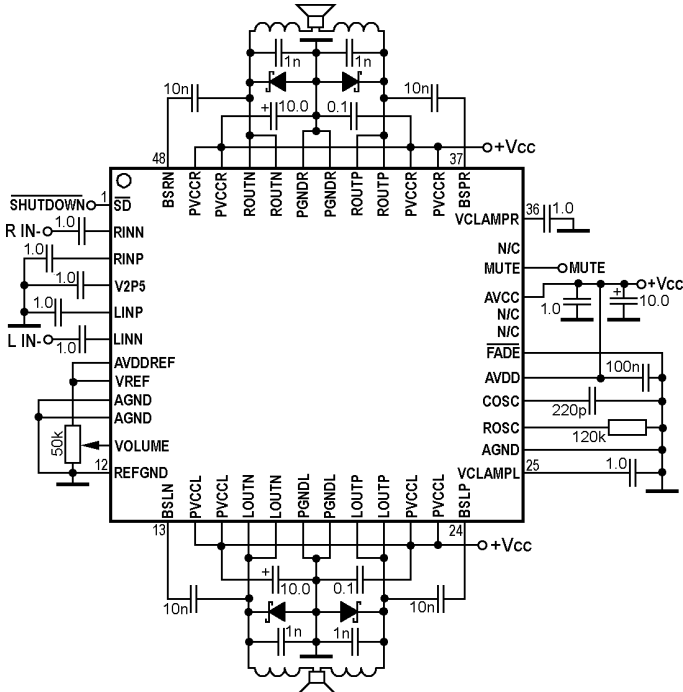 1n
1n
10n
10n
+
10.0
0.1
48
37
+Vcc
BSRN
PVCCR
PVCCR
ROUTN
ROUTN
PGNDR
PGNDR
ROUTP
ROUTP
PVCCR
PVCCR
BSPR
SHUTDOWN
1
SD
R IN-
1.0
RINN
1.0
RINP
1.0
V2P5
1.0
LINP
L IN-
1.0
LINN
AVDDREF
VREF
AGND
AGND
50k
VOLUME
12
REFGND
VCLAMPR
36
1.0
N/C
MUTE
MUTE
AVCC
+Vcc
N/C
1.0
+
10.0
N/C
FADE
AVDD
100n
COSC
220p
ROSC
120k
AGND
VCLAMPL
25
1.0
BSLN
PVCCL
PVCCL
LOUTN
LOUTN
PGNDL
PGNDL
LOUTP
LOUTP
PVCCL
PVCCL
BSLP
13
24
+Vcc
+
10.0
0.1
10n
10n
1n
1n